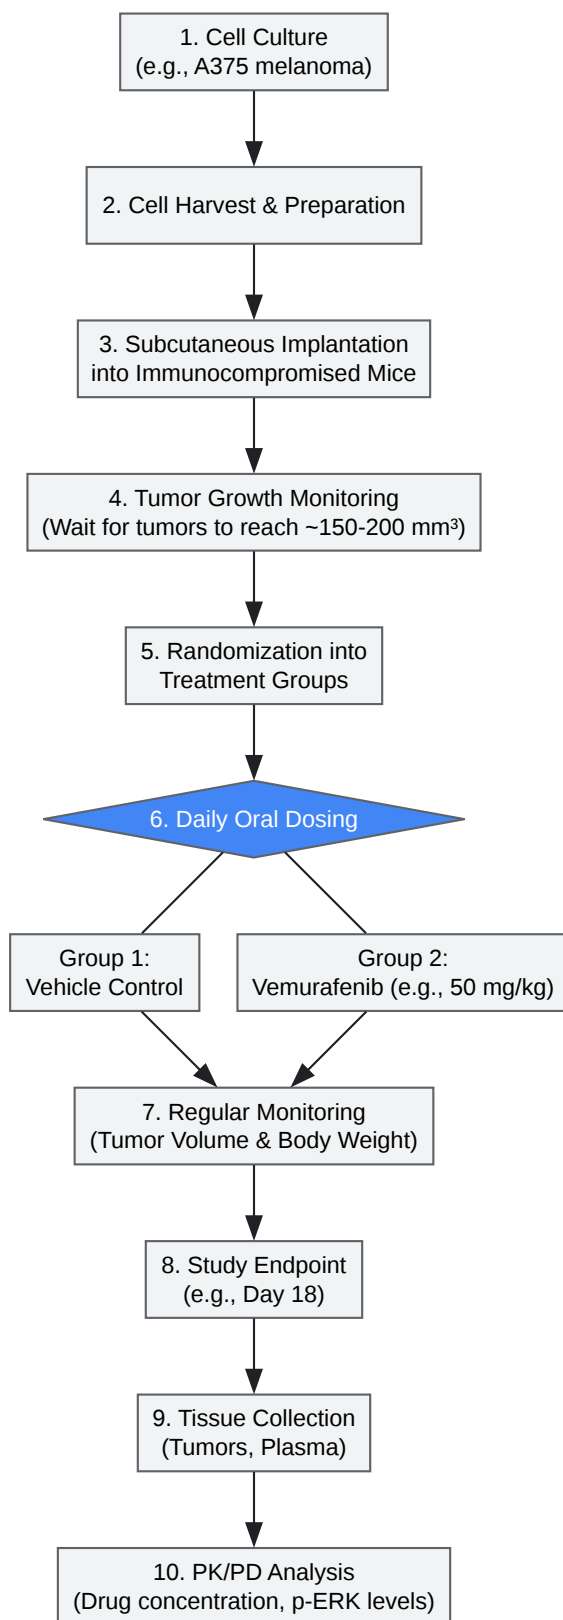 1. Cell Culture
(e.g., A375 melanoma)
2. Cell Harvest & Preparation
3. Subcutaneous Implantation
into Immunocompromised Mice
4. Tumor Growth Monitoring
(Wait for tumors to reach ~150-200 mm³)
5. Randomization into
Treatment Groups
6. Daily Oral Dosing
Group 1:
Vehicle Control
Group 2:
Vemurafenib (e.g., 50 mg/kg)
7. Regular Monitoring
(Tumor Volume & Body Weight)
8. Study Endpoint
(e.g., Day 18)
9. Tissue Collection
(Tumors, Plasma)
10. PK/PD Analysis
(Drug concentration, p-ERK levels)